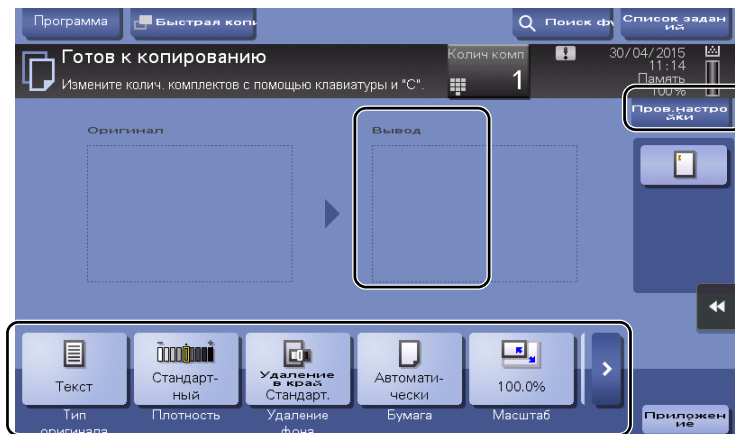 Программа
Быстрая коп
Поиск ф
Список задан
ий
Готов к копированию
Измените колич. комплектов с помощью клавиатуры и "С".
Колич комп
1
30/04/2015
11:14
Память
100%
Пров.настро
йки
Оригинал
Вывод
Текст
Тип
оригинала
Стандарт-
ный
Плотность
Удаление
в край
Стандарт.
Удаление
фона
Автомати-
чески
Бумага
100.0%
Масштаб
Приложен
ие